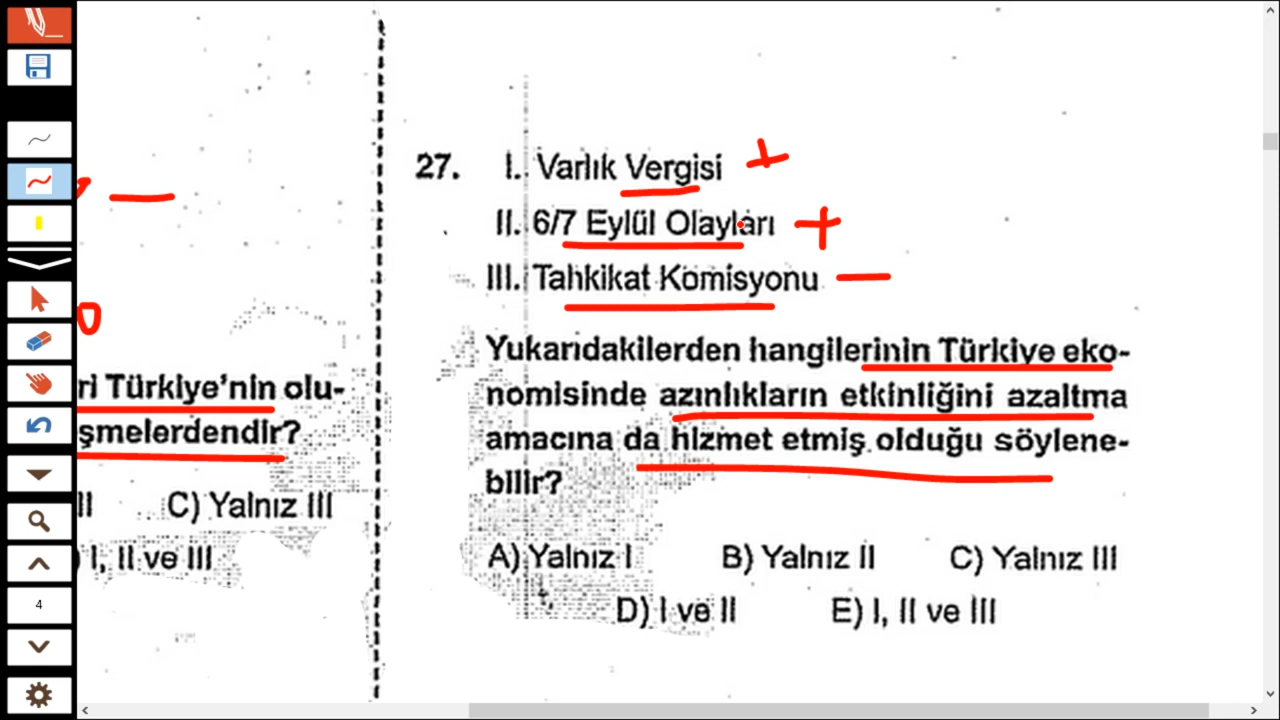 27. I. Varlık Vergisi +
II. 6/7 Eylül Olayları +
III. Tahkikat Komisyonu —
Yukarıdakilerden hangilerinin Türkiye eko-
nomisinde azınlıkların etkinliğini azaltma
amacına da hizmet etmiş olduğu söylene-
bilir?
A) Yalnız I B) Yalnız II C) Yalnız III
D) I ve II E) I, II ve III
ri Türkiye'nin olu-
şmelerdendir?
II C) Yalnız III
) I, II ve III
4